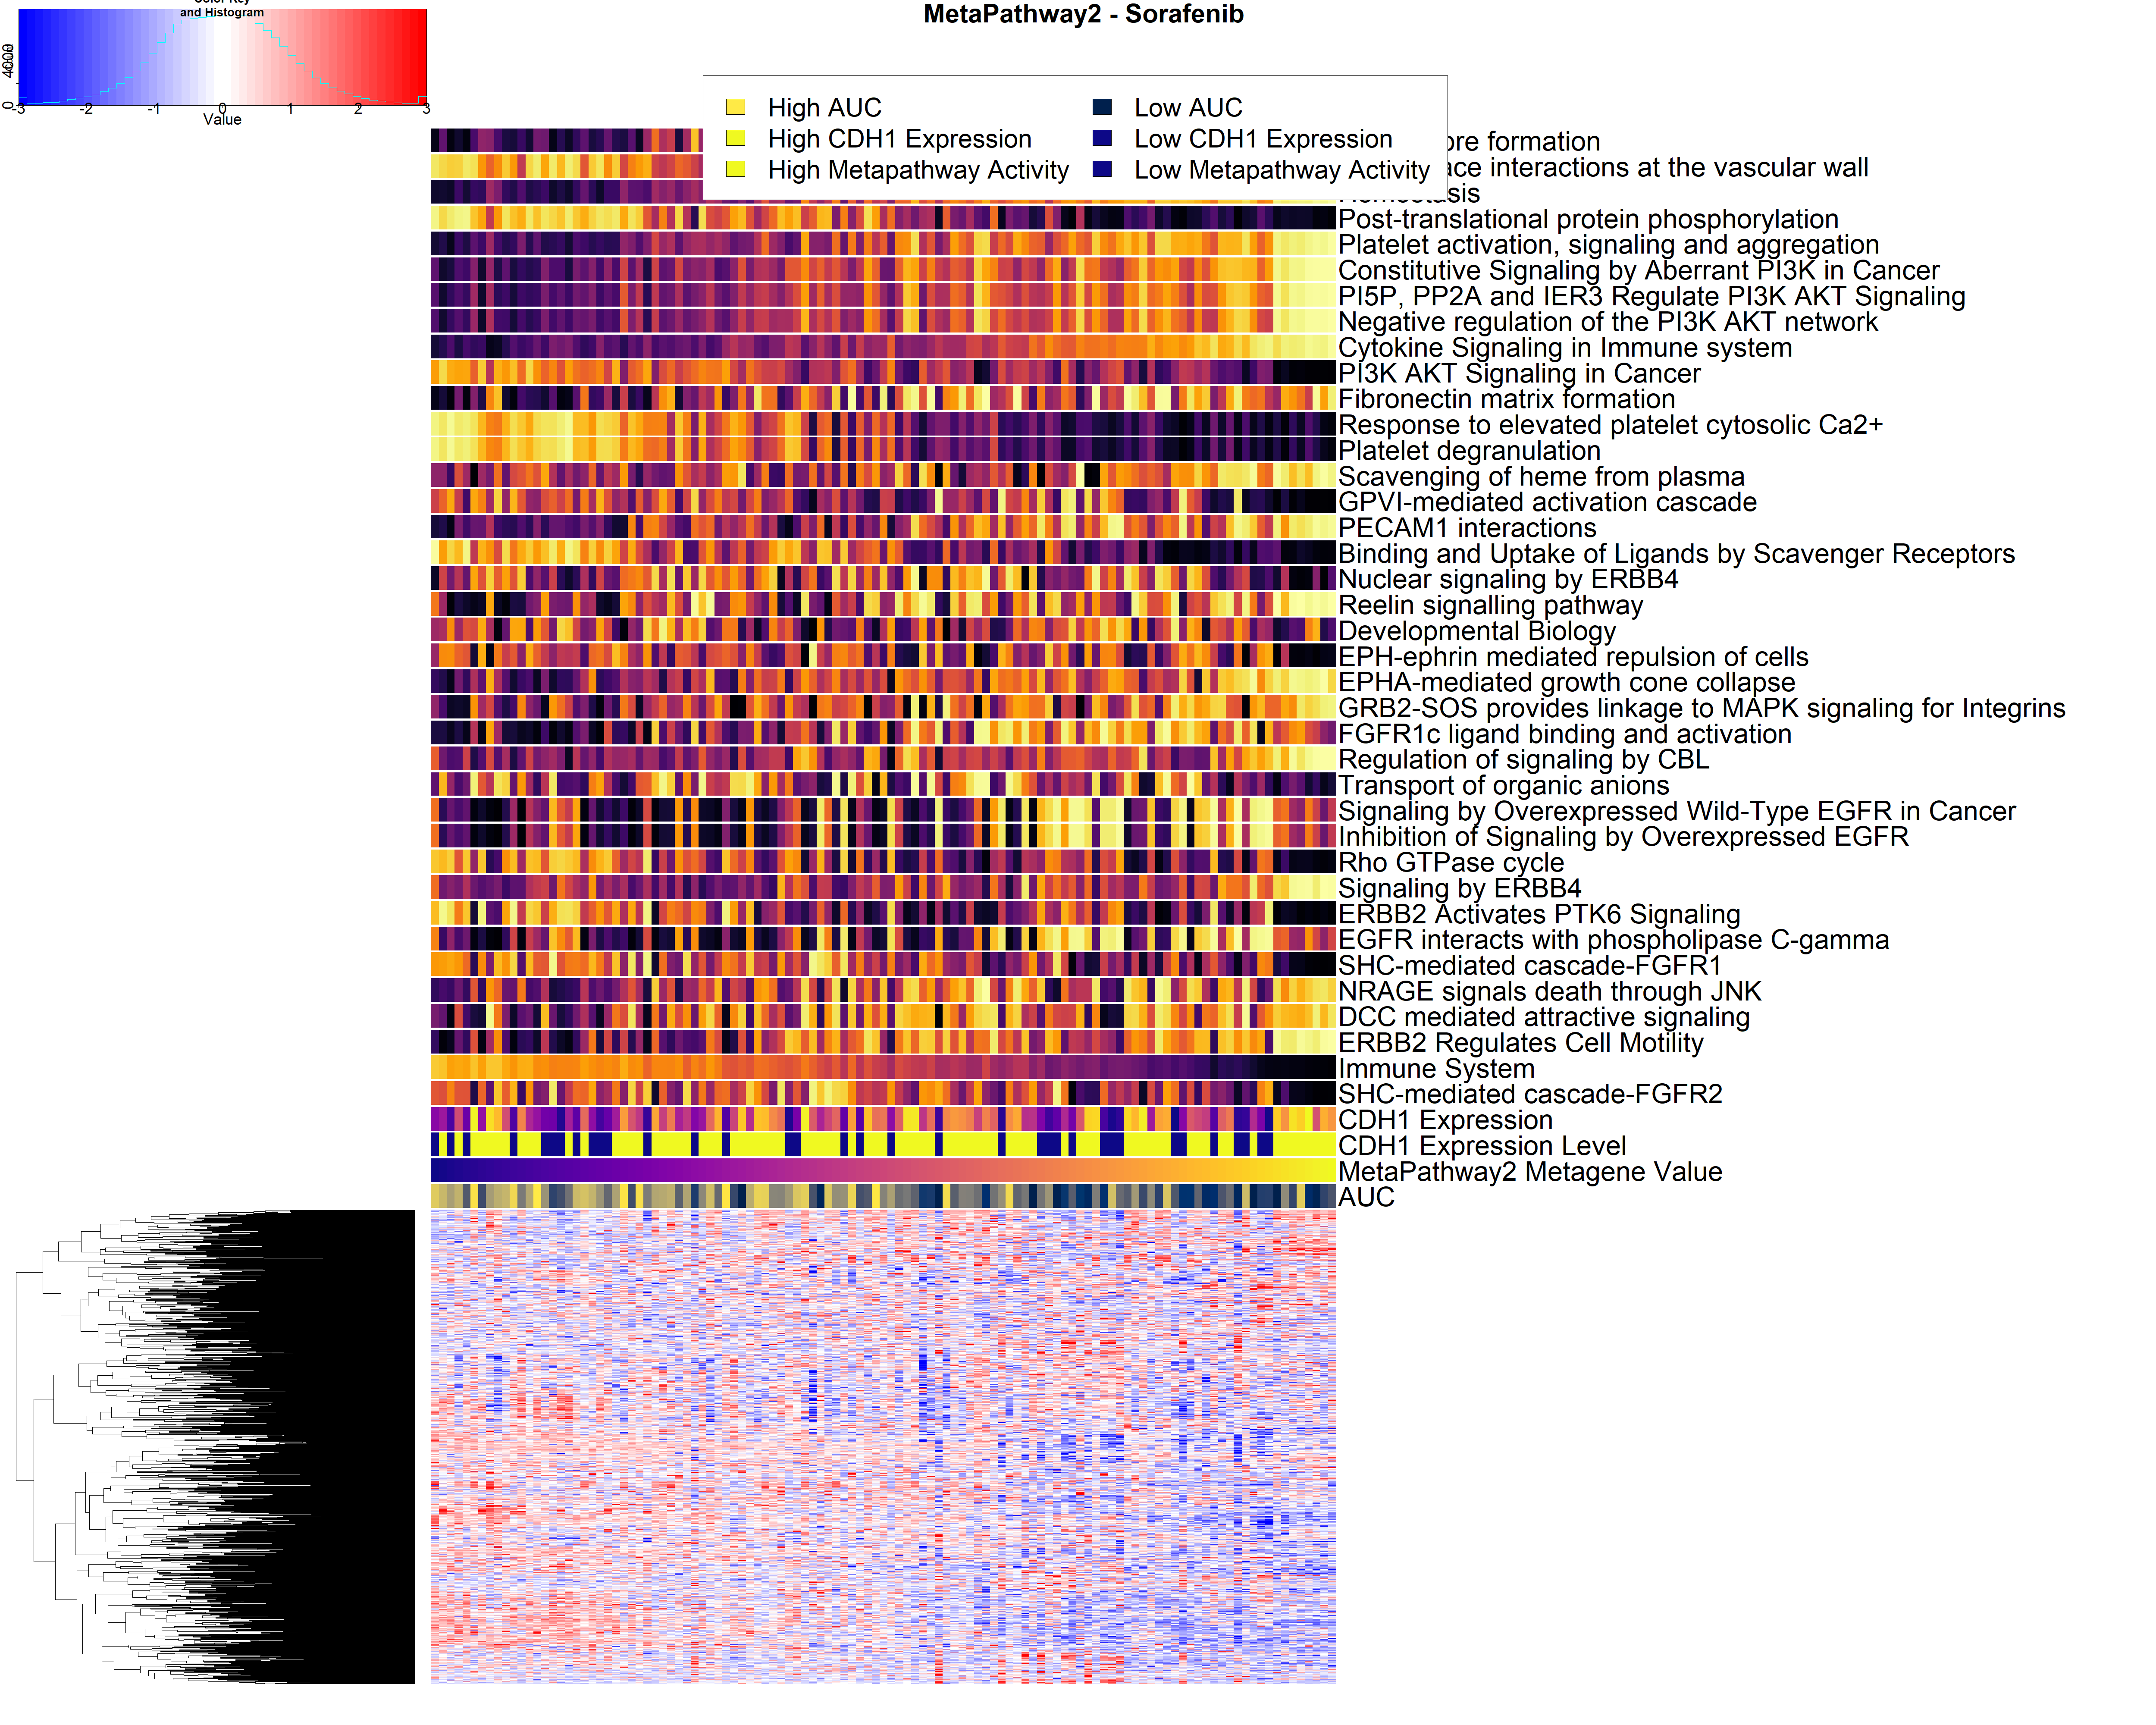 MetaPathway2 - Sorafenib
and Histogram
0
4000
-3 -2 -1 0 1 2 3
Value
High AUC
Low AUC
High CDH1 Expression
Low CDH1 Expression
High Metapathway Activity
Low Metapathway Activity
formation
interactions at the vascular wall
Post-translational protein phosphorylation
Platelet activation, signaling and aggregation
Constitutive Signaling by Aberrant PI3K in Cancer
PI5P, PP2A and IER3 Regulate PI3K AKT Signaling
Negative regulation of the PI3K AKT network
Cytokine Signaling in Immune system
PI3K AKT Signaling in Cancer
Fibronectin matrix formation
Response to elevated platelet cytosolic Ca2+
Platelet degranulation
Scavenging of heme from plasma
GPVI-mediated activation cascade
PECAM1 interactions
Binding and Uptake of Ligands by Scavenger Receptors
Nuclear signaling by ERBB4
Reelin signalling pathway
Developmental Biology
EPH-ephrin mediated repulsion of cells
EPHA-mediated growth cone collapse
GRB2-SOS provides linkage to MAPK signaling for Integrins
FGFR1c ligand binding and activation
Regulation of signaling by CBL
Transport of organic anions
Signaling by Overexpressed Wild-Type EGFR in Cancer
Inhibition of Signaling by Overexpressed EGFR
Rho GTPase cycle
Signaling by ERBB4
ERBB2 Activates PTK6 Signaling
EGFR interacts with phospholipase C-gamma
SHC-mediated cascade-FGFR1
NRAGE signals death through JNK
DCC mediated attractive signaling
ERBB2 Regulates Cell Motility
Immune System
SHC-mediated cascade-FGFR2
CDH1 Expression
CDH1 Expression Level
MetaPathway2 Metagene Value
AUC